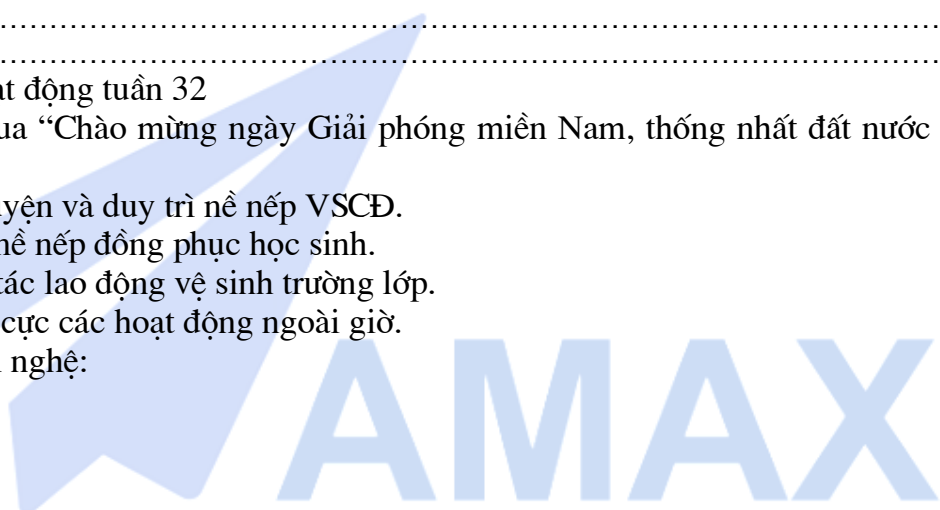 ……………………………………………………………………………
……………………………………………………………………………
ạt động tuần 32
ua “Chào mừng ngày Giải phóng miền Nam, thống nhất đất nước
yện và duy trì nề nếp VSCĐ.
nề nếp đồng phục học sinh.
tác lao động vệ sinh trường lớp.
cực các hoạt động ngoài giờ.
nghệ:
AMAX